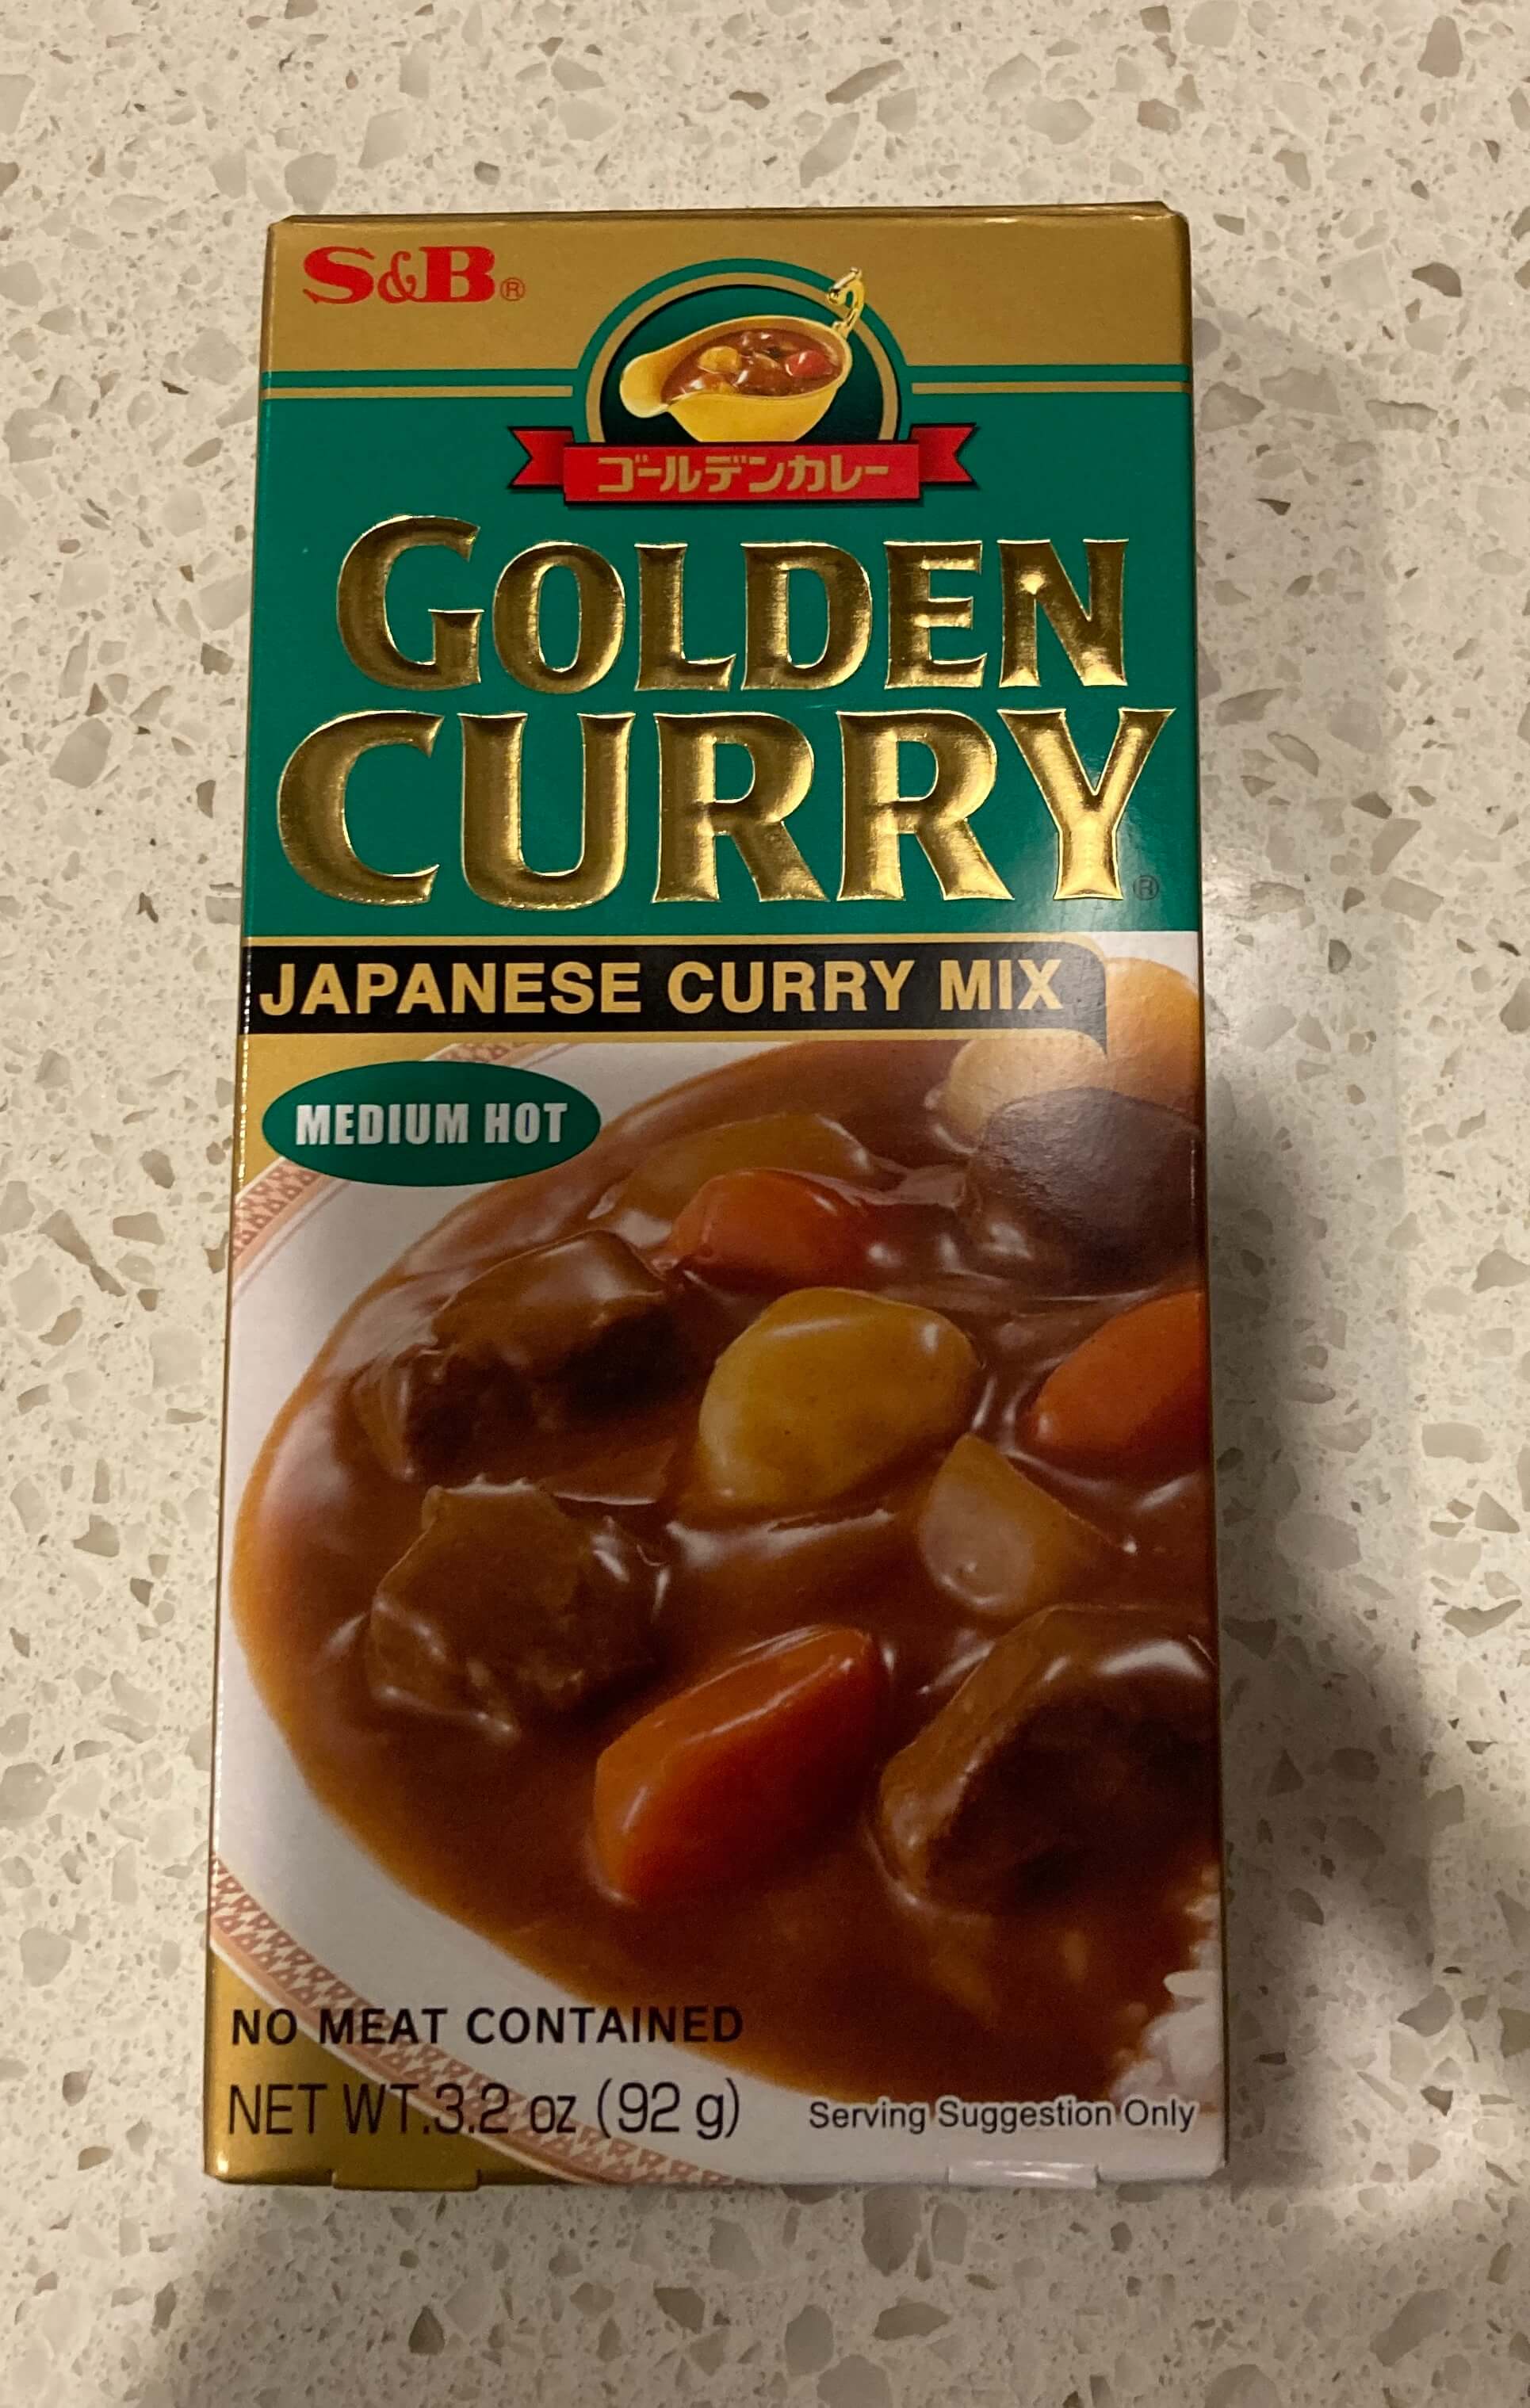 S&B®
ゴールデンカレー
GOLDEN
CURRY®
JAPANESE CURRY MIX
MEDIUM HOT
NO MEAT CONTAINED
NET WT.3.2 oz (92 g)
Serving Suggestion Only